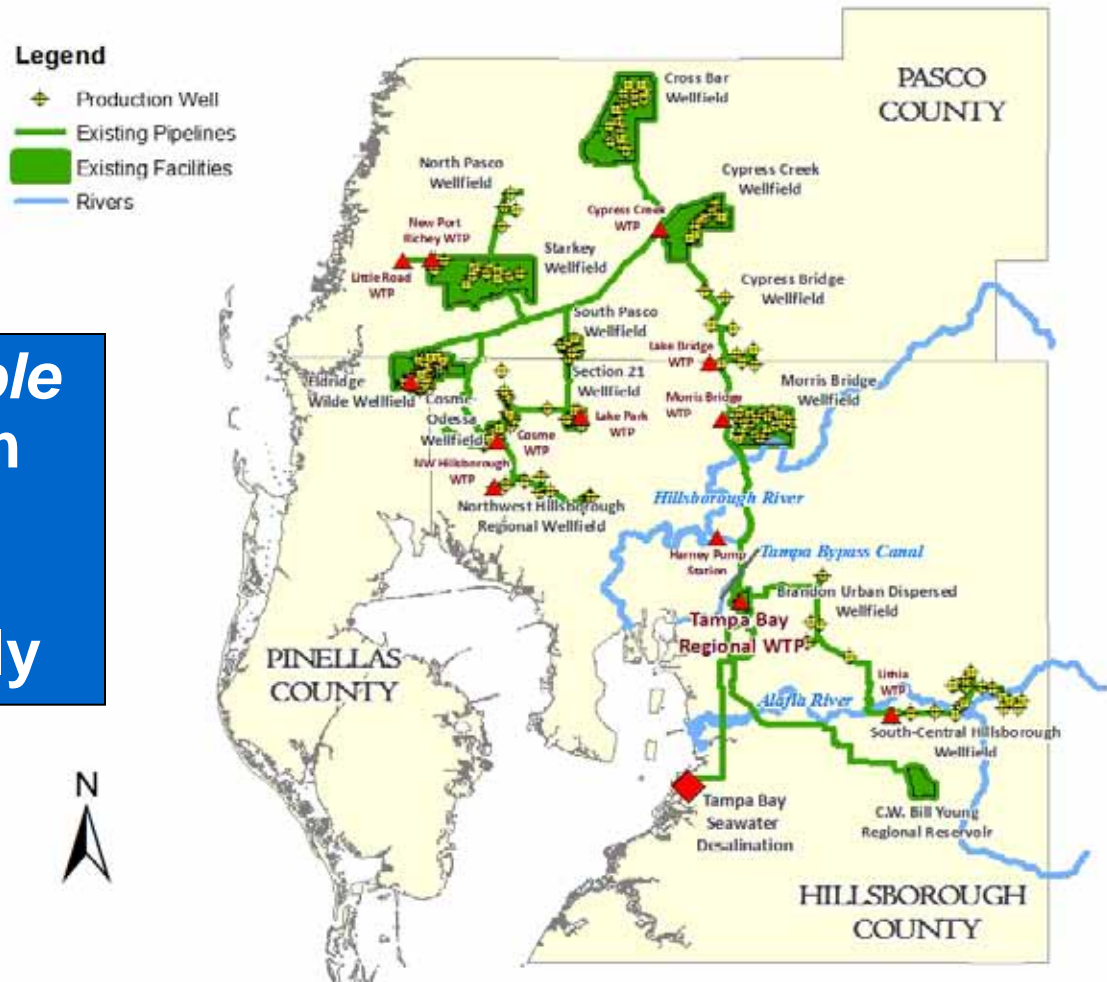 Legend
Production Well
Existing Pipelines
Existing Facilities
Rivers
ly
N
PASCO
COUNTY
Cross Bar
Wellfield
North Pasco
Wellfield
Cypress Creek
Wellfield
Cypress Creek
WTP
New Port
Richey WTP
Little Road
WTP
Starkey
Wellfield
Cypress Bridge
Wellfield
South Pasco
Wellfield
Lake Bridge
WTP
Eldridge
Wilde Wellfield
Section 21
Wellfield
Morris Bridge
Wellfield
Morris Bridge
WTP
Cosme-
Odessa
Wellfield
Lake Park
WTP
Cosme
WTP
NW Hillsborough
WTP
Northwest Hillsborough
Regional Wellfield
Hillsborough River
Harney Pump
Station
Tampa Bypass Canal
Brandon Urban Dispersed
Wellfield
Tampa Bay
Regional WTP
PINELLAS
COUNTY
Lithia
WTP
Alafia River
South-Central Hillsborough
Wellfield
Tampa Bay
Seawater
Desalination
C.W. Bill Young
Regional Reservoir
HILLSBOROUGH
COUNTY